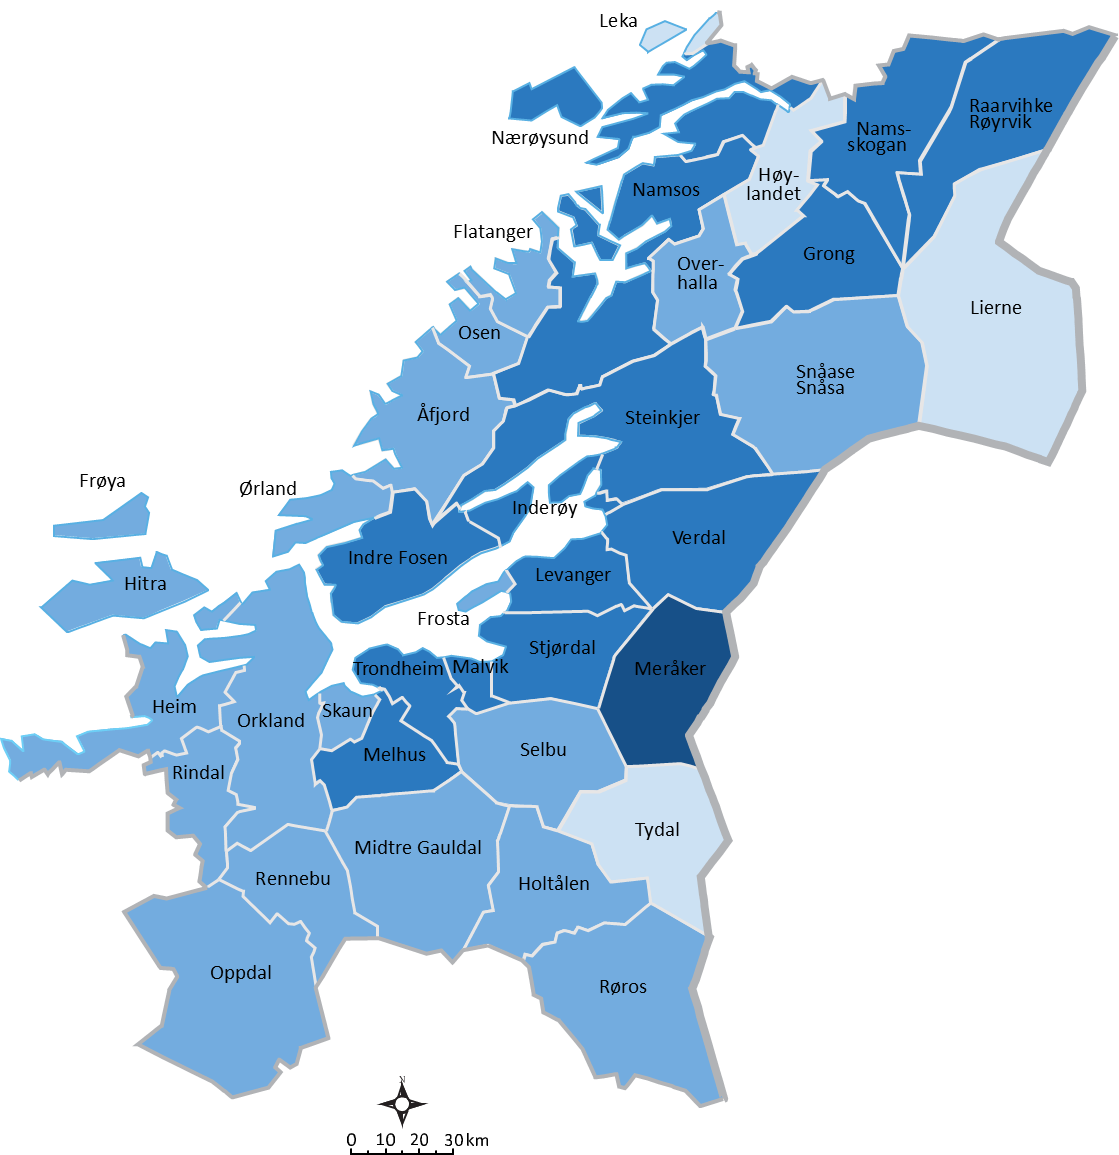 Leka
Raarvihke
Røyrvik
Nærøysund
Nams-
skogan
Høy-
landet
Namsos
Flatanger
Grong
Over-
halla
Lierne
Osen
Snåase
Snåsa
Åfjord
Steinkjer
Frøya
Ørland
Inderøy
Verdal
Indre Fosen
Levanger
Hitra
Frosta
Stjørdal
Trondheim
Malvik
Meråker
Heim
Orkland
Skaun
Selbu
Melhus
Rindal
Tydal
Midtre Gauldal
Rennebu
Holtålen
Oppdal
Røros
N
0 10 20 30 km